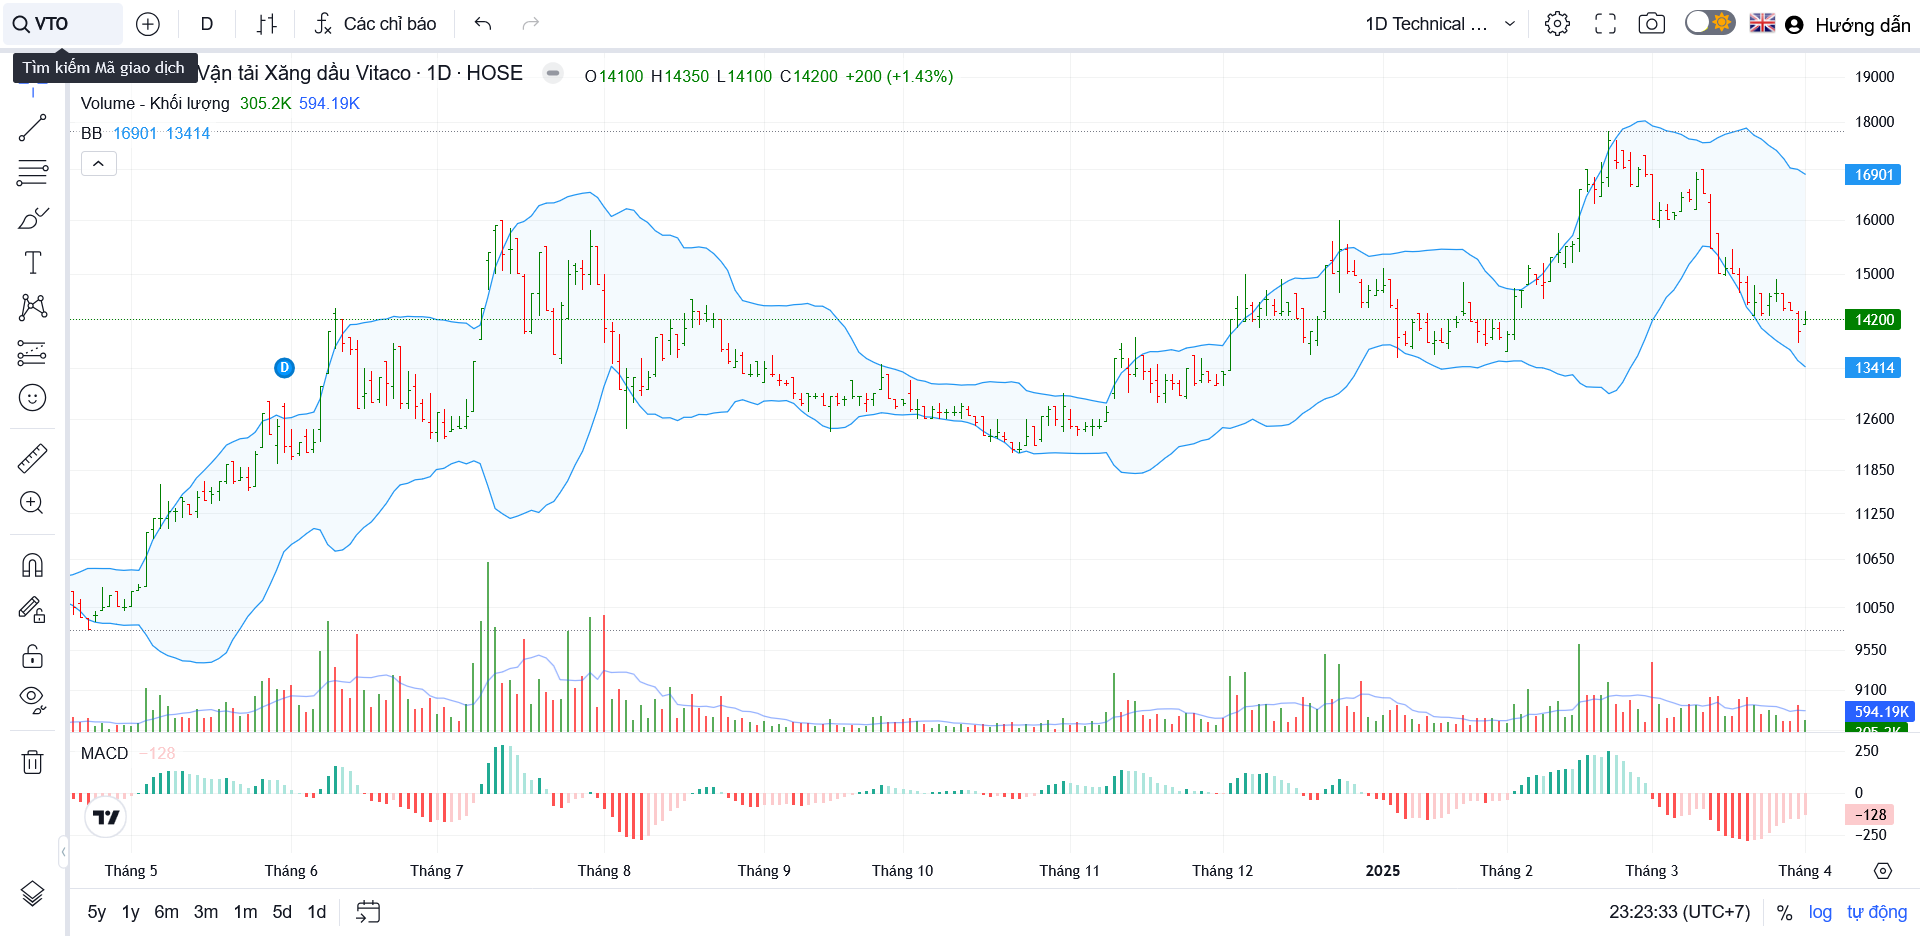 VTO
D
Các chỉ báo
1D Technical ...
Hướng dẫn
Tìm kiếm Mã giao dịch
Vận tải Xăng dầu Vitaco · 1D · HOSE
O14100 H14350 L14100 C14200 +200 (+1.43%)
Volume - Khối lượng 305.2K 594.19K
BB 16901 13414
D
19000
18000
16901
16000
15000
14200
13414
12600
11850
11250
10650
10050
9550
9100
594.19K
305.2K
MACD −128
250
0
−128
−250
Tháng 5 Tháng 6 Tháng 7 Tháng 8 Tháng 9 Tháng 10 Tháng 11 Tháng 12 2025 Tháng 2 Tháng 3 Tháng 4
5y 1y 6m 3m 1m 5d 1d
23:23:33 (UTC+7) % log tự động